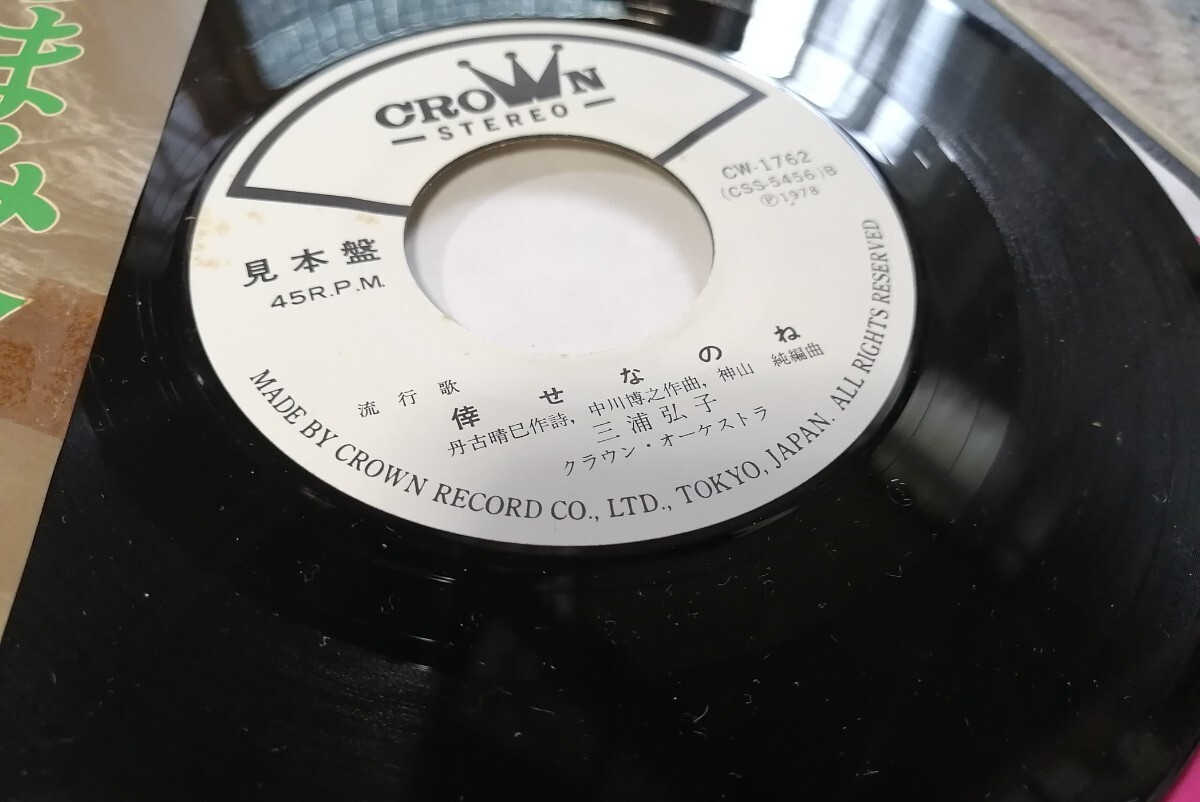 CROWN
STEREO
CW-1762
(CSS-5456)B
Ⓟ1978
見本盤
45R.P.M.
流行歌
倖せなのね
丹古晴巳作詩, 中川博之作曲, 神山 純編曲
三浦弘子
クラウン・オーケストラ
MADE BY CROWN RECORD CO., LTD., TOKYO, JAPAN. ALL RIGHTS RESERVED
ま